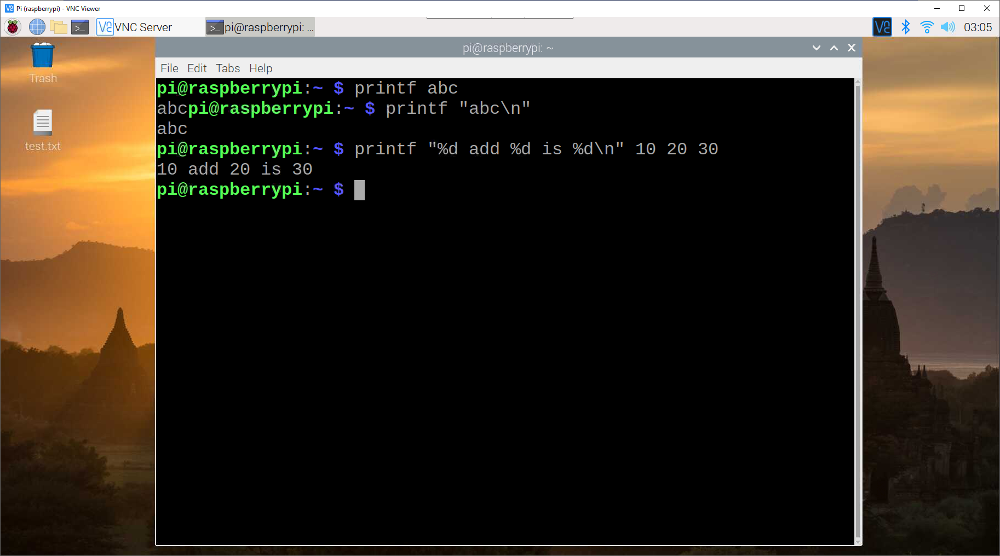 Pi (raspberrypi) - VNC Viewer
VNC Server
pi@raspberrypi: ...
03:05
Trash
test.txt
pi@raspberrypi: ~
File Edit Tabs Help
pi@raspberrypi:~ $ printf abc
abcpi@raspberrypi:~ $ printf "abc\n"
abc
pi@raspberrypi:~ $ printf "%d add %d is %d\n" 10 20 30
10 add 20 is 30
pi@raspberrypi:~ $